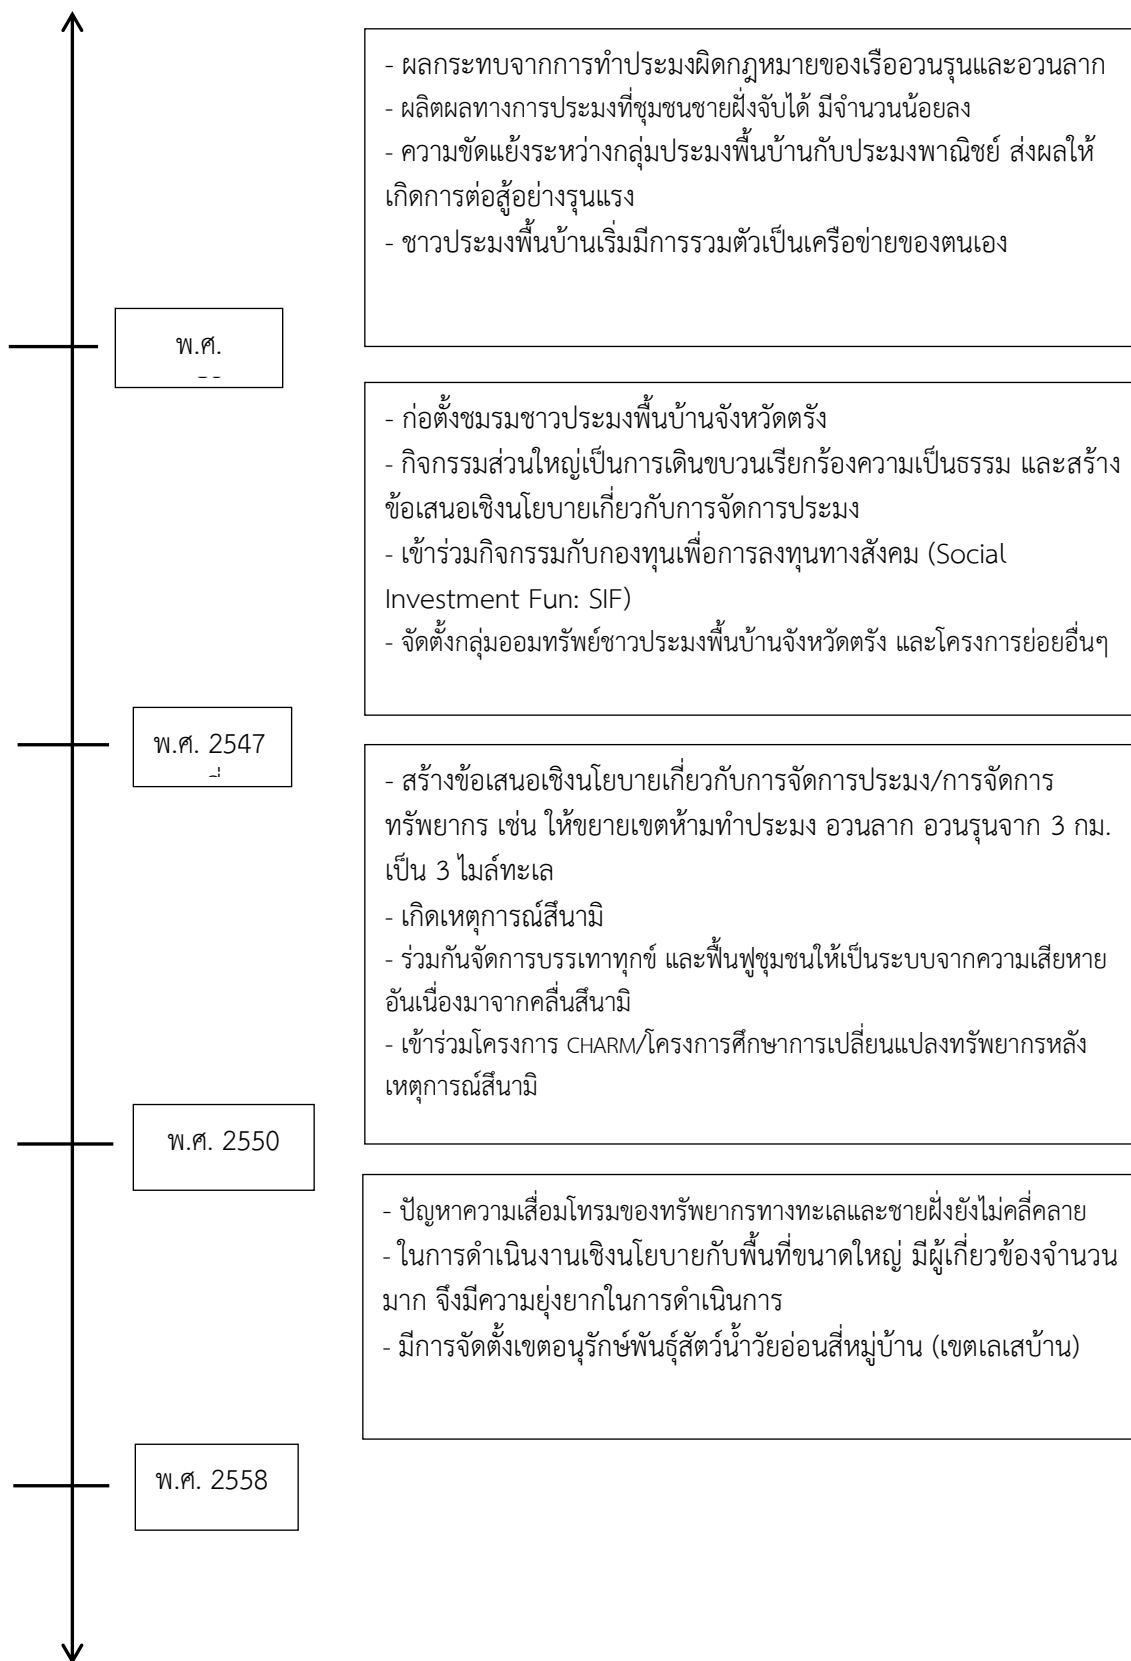 - ผลกระทบจากการทำประมงผิดกฎหมายของเรืออวนรุนและอวนลาก
- ผลิตผลทางการประมงที่ชุมชนชายฝั่งจับได้ มีจำนวนน้อยลง
- ความขัดแย้งระหว่างกลุ่มประมงพื้นบ้านกับประมงพาณิชย์ ส่งผลให้
เกิดการต่อสู้อย่างรุนแรง
- ชาวประมงพื้นบ้านเริ่มมีการรวมตัวเป็นเครือข่ายของตนเอง
พ.ศ.
- ก่อตั้งชมรมชาวประมงพื้นบ้านจังหวัดตรัง
- กิจกรรมส่วนใหญ่เป็นการเดินขบวนเรียกร้องความเป็นธรรม และสร้าง
ข้อเสนอเชิงนโยบายเกี่ยวกับการจัดการประมง
- เข้าร่วมกิจกรรมกับกองทุนเพื่อการลงทุนทางสังคม (Social
Investment Fun: SIF)
- จัดตั้งกลุ่มออมทรัพย์ชาวประมงพื้นบ้านจังหวัดตรัง และโครงการย่อยอื่นๆ
พ.ศ. 2547
- สร้างข้อเสนอเชิงนโยบายเกี่ยวกับการจัดการประมง/การจัดการ
ทรัพยากร เช่น ให้ขยายเขตห้ามทำประมง อวนลาก อวนรุนจาก 3 กม.
เป็น 3 ไมล์ทะเล
- เกิดเหตุการณ์สึนามิ
- ร่วมกันจัดการบรรเทาทุกข์ และฟื้นฟูชุมชนให้เป็นระบบจากความเสียหาย
อันเนื่องมาจากคลื่นสึนามิ
- เข้าร่วมโครงการ CHARM/โครงการศึกษาการเปลี่ยนแปลงทรัพยากรหลัง
เหตุการณ์สึนามิ
พ.ศ. 2550
- ปัญหาความเสื่อมโทรมของทรัพยากรทางทะเลและชายฝั่งยังไม่คลี่คลาย
- ในการดำเนินงานเชิงนโยบายกับพื้นที่ขนาดใหญ่ มีผู้เกี่ยวข้องจำนวน
มาก จึงมีความยุ่งยากในการดำเนินการ
- มีการจัดตั้งเขตอนุรักษ์พันธุ์สัตว์น้ำวัยอ่อนสี่หมู่บ้าน (เขตเลเสบ้าน)
พ.ศ. 2558